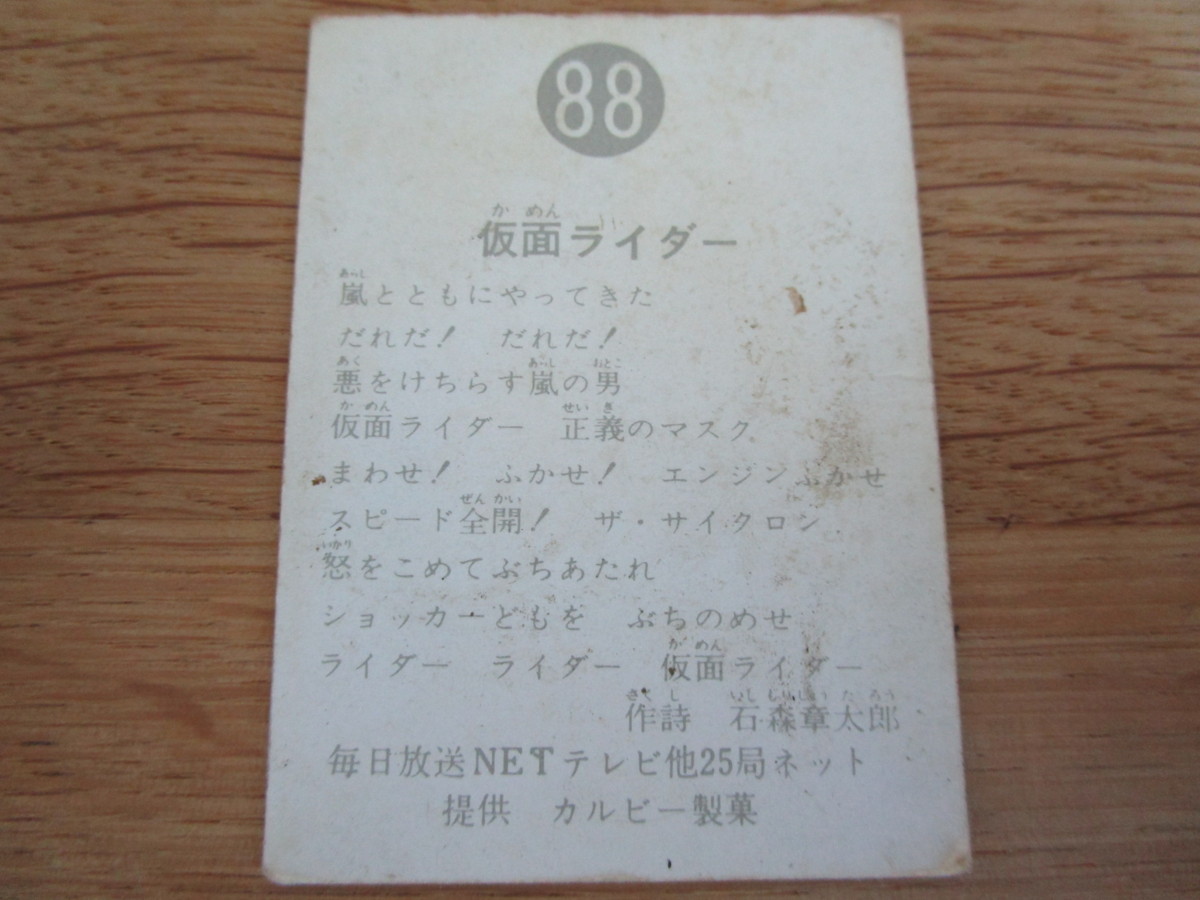 88
仮面ライダー
嵐とともにやってきた
だれだ! だれだ!
悪をけちらす嵐の男
仮面ライダー 正義のマスク
まわせ! ふかせ! エンジンふかせ
スピード全開! ザ・サイクロン
怒をこめてぶちあたれ
ショッカーどもを ぶちのめせ
ライダー ライダー 仮面ライダー
作詩 石森章太郎
毎日放送NETテレビ他25局ネット
提供 カルビー製菓